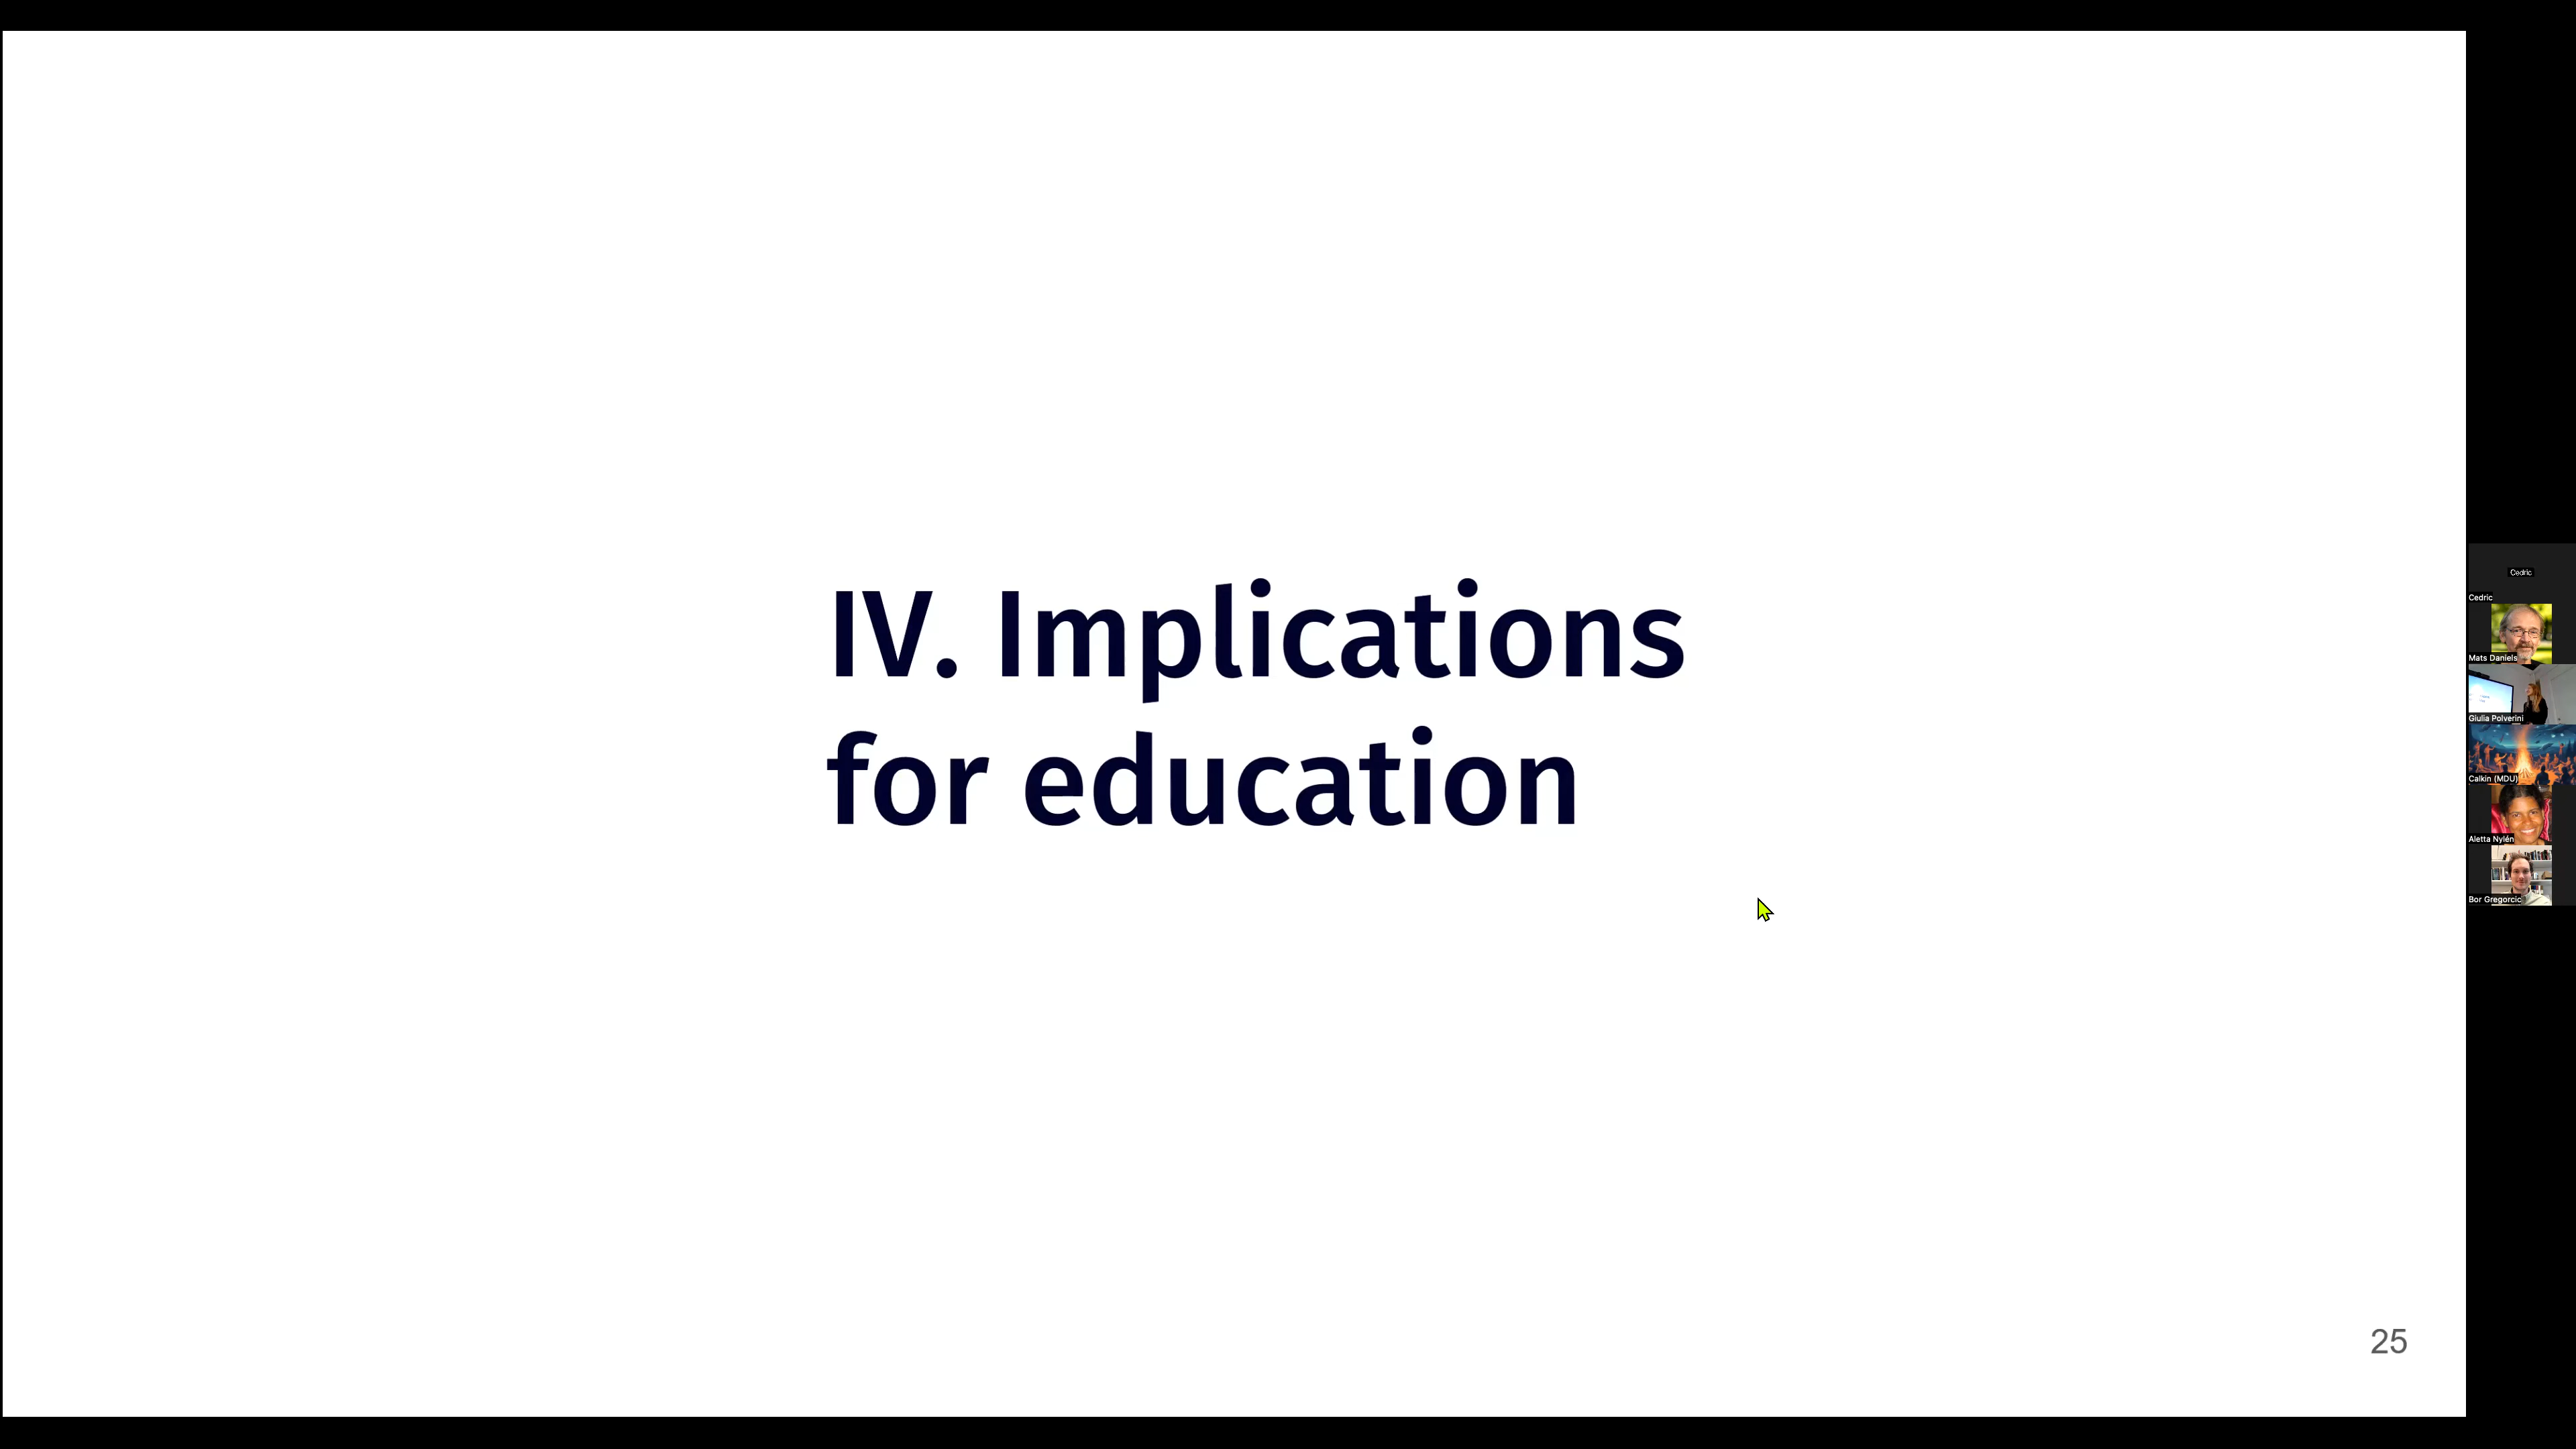 IV. Implications
for education
25
Cedric
Cedric
Mats Daniels
Giulia Polverini
Calkin (MDU)
Aletta Nylén
Bor Gregorcic